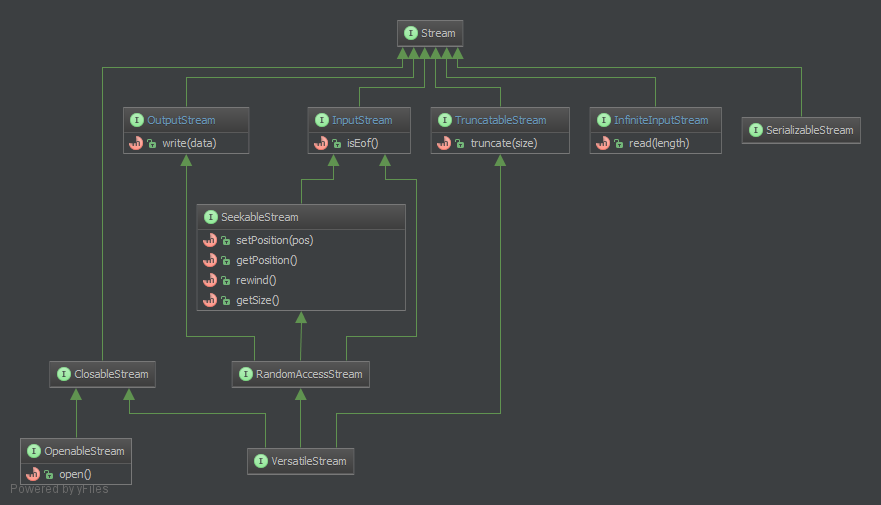 Stream
OutputStream
write(data)
InputStream
isEof()
TruncatableStream
truncate(size)
InfiniteInputStream
read(length)
SerializableStream
SeekableStream
setPosition(pos)
getPosition()
rewind()
getSize()
ClosableStream
RandomAccessStream
OpenableStream
open()
VersatileStream
Powered by yFiles